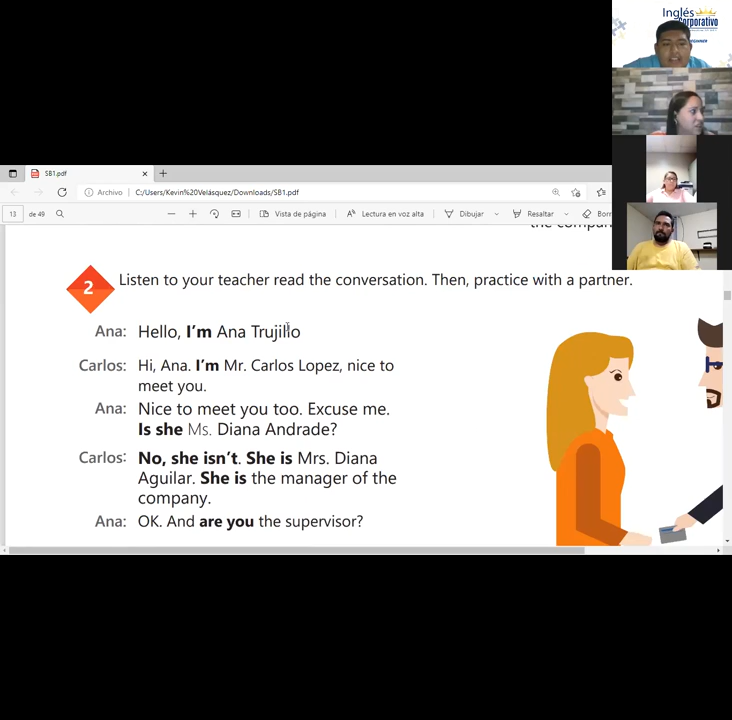 Inglés
Corporativo
SB1.pdf
Archivo C:/Users/Kevin%20Velásquez/Downloads/SB1.pdf
13 de 49 Vista de página Lectura en voz alta Dibujar Resaltar Borr
the compan
2 Listen to your teacher read the conversation. Then, practice with a partner.
Ana: Hello, I'm Ana Trujillo
Carlos: Hi, Ana. I'm Mr. Carlos Lopez, nice to
meet you.
Ana: Nice to meet you too. Excuse me.
Is she Ms. Diana Andrade?
Carlos: No, she isn't. She is Mrs. Diana
Aguilar. She is the manager of the
company.
Ana: OK. And are you the supervisor?